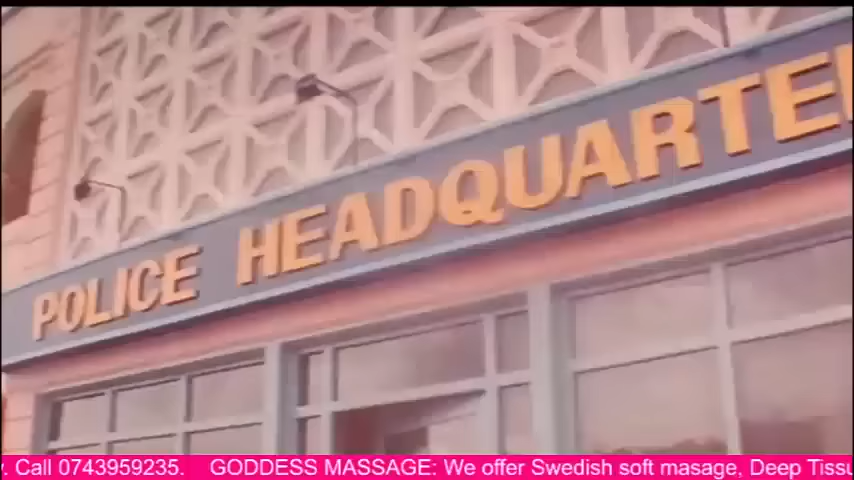 POLICE HEADQUARTE
. Call 0743959235. GODDESS MASSAGE: We offer Swedish soft masage, Deep Tissu